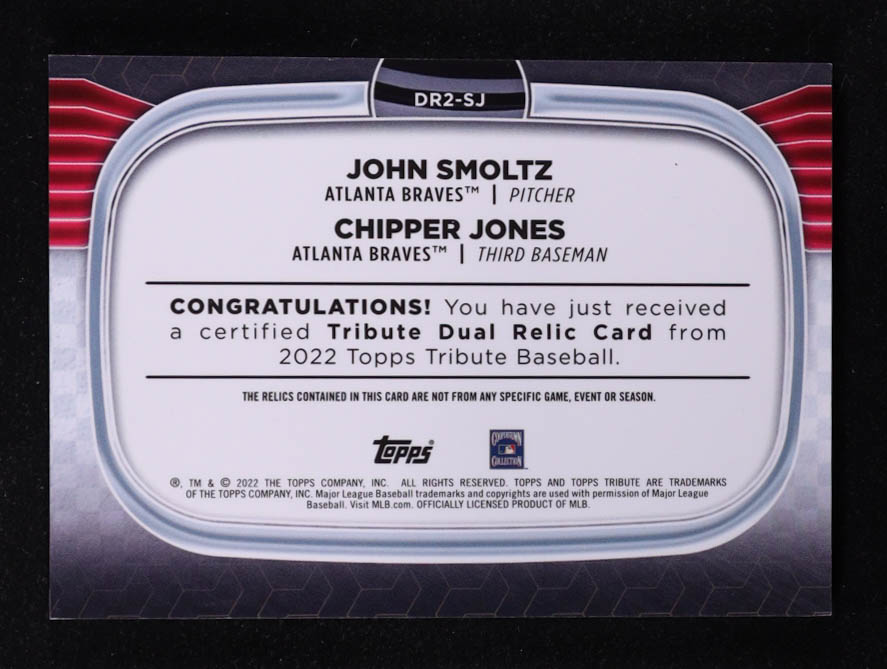 DR2-SJ
JOHN SMOLTZ
ATLANTA BRAVES™ | PITCHER
CHIPPER JONES
ATLANTA BRAVES™ | THIRD BASEMAN
CONGRATULATIONS! You have just received
a certified Tribute Dual Relic Card from
2022 Topps Tribute Baseball.
THE RELICS CONTAINED IN THIS CARD ARE NOT FROM ANY SPECIFIC GAME, EVENT OR SEASON.
topps®
COOPERSTOWN
COLLECTION
®, TM & © 2022 THE TOPPS COMPANY, INC. ALL RIGHTS RESERVED. TOPPS AND TOPPS TRIBUTE ARE TRADEMARKS
OF THE TOPPS COMPANY, INC. Major League Baseball trademarks and copyrights are used with permission of Major League
Baseball. Visit MLB.com. OFFICIALLY LICENSED PRODUCT OF MLB.